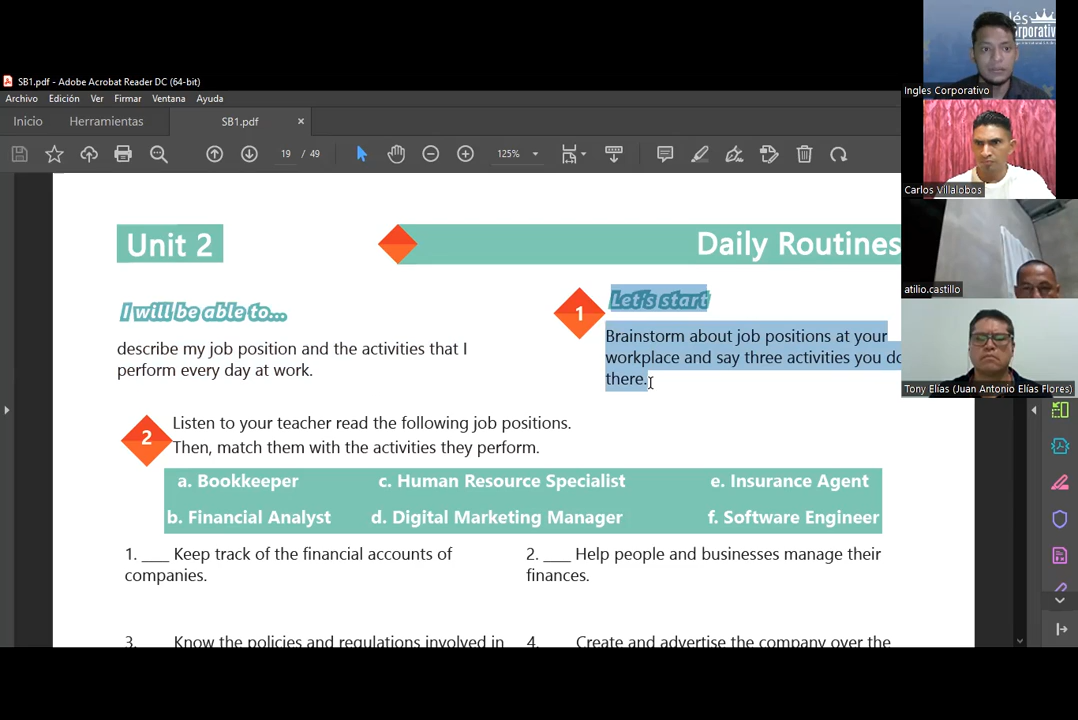 SB1.pdf - Adobe Acrobat Reader DC (64-bit)
Archivo Edición Ver Firmar Ventana Ayuda
Inicio Herramientas SB1.pdf ×
19 / 49 125%
Unit 2
Daily Routines
I will be able to...
describe my job position and the activities that I
perform every day at work.
1
Let's start
Brainstorm about job positions at your
workplace and say three activities you do
there.
2
Listen to your teacher read the following job positions.
Then, match them with the activities they perform.
a. Bookkeeper c. Human Resource Specialist e. Insurance Agent
b. Financial Analyst d. Digital Marketing Manager f. Software Engineer
1. ___ Keep track of the financial accounts of
companies.
2. ___ Help people and businesses manage their
finances.
3. ___ Know the policies and regulations involved in
4. ___ Create and advertise the company over the
Ingles Corporativo
Carlos Villalobos
atilio.castillo
Tony Elías (Juan Antonio Elías Flores)